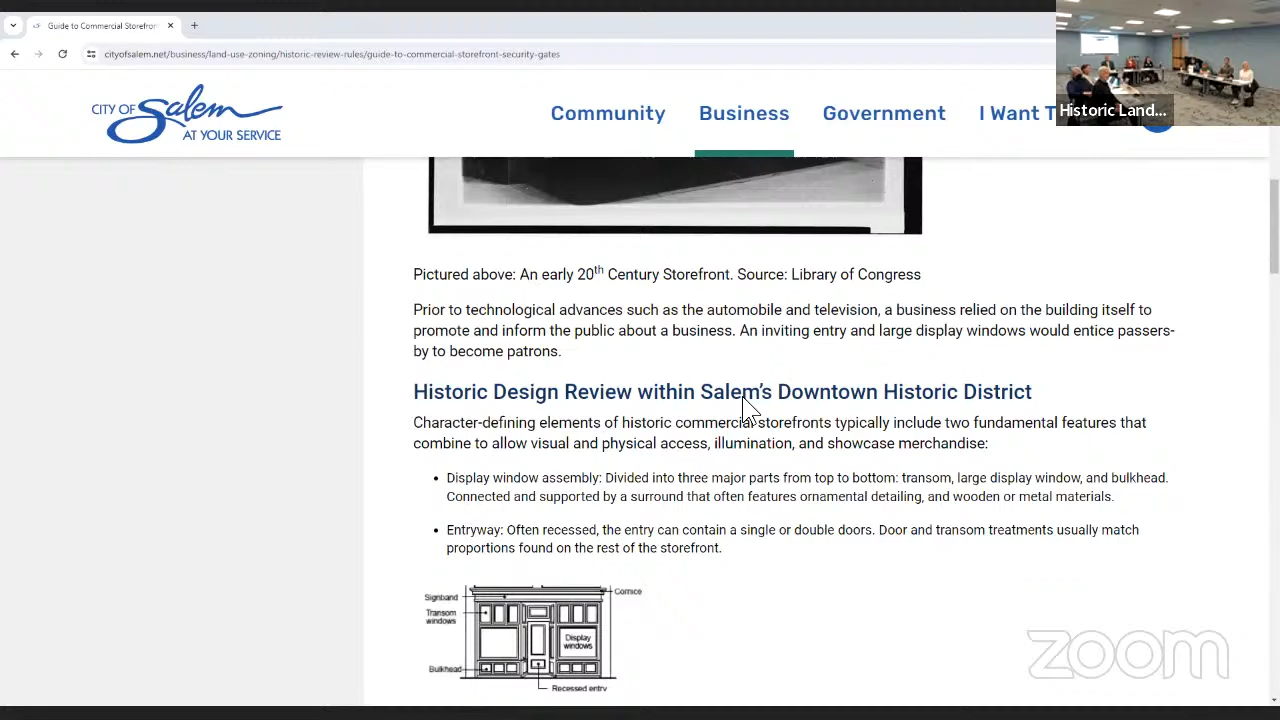 Guide to Commercial Storefron
cityofsalem.net/business/land-use-zoning/historic-review-rules/guide-to-commercial-storefront-security-gates
CITY OF Salem
AT YOUR SERVICE
Community
Business
Government
I Want T
Historic Land...
Pictured above: An early 20th Century Storefront. Source: Library of Congress
Prior to technological advances such as the automobile and television, a business relied on the building itself to
promote and inform the public about a business. An inviting entry and large display windows would entice passers-
by to become patrons.
Historic Design Review within Salem's Downtown Historic District
Character-defining elements of historic commercial storefronts typically include two fundamental features that
combine to allow visual and physical access, illumination, and showcase merchandise:
• Display window assembly: Divided into three major parts from top to bottom: transom, large display window, and bulkhead.
Connected and supported by a surround that often features ornamental detailing, and wooden or metal materials.
• Entryway: Often recessed, the entry can contain a single or double doors. Door and transom treatments usually match
proportions found on the rest of the storefront.
Signband
Cornice
Transom
windows
Display
windows
Bulkhead
Recessed entry
zoom